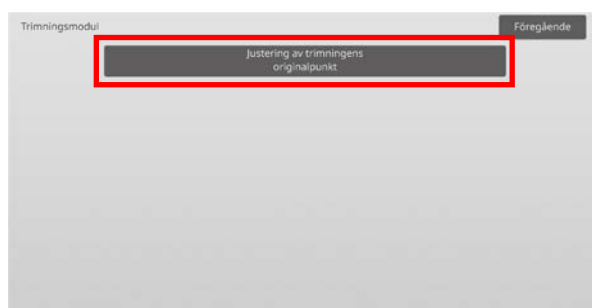 Trimningsmodul
Föregående
Justering av trimningens
originalpunkt